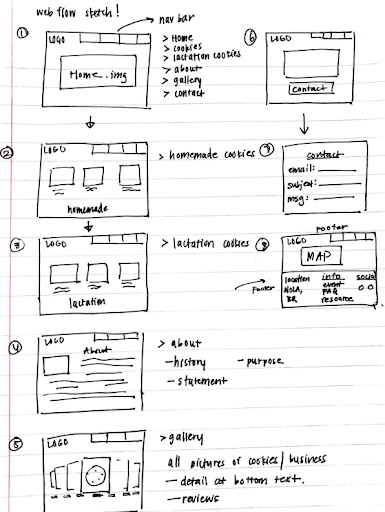 web flow sketch!
nav bar
①
LOGO
Home.img
> Home
> cookies
> lactation cookies
> about
> gallery
> contact
⑥
LOGO
contact
②
LOGO
homemade
> homemade cookies
⑦
contact
email:
subject:
msg:
③
LOGO
lactation
> lactation cookies
⑧
Footer
LOGO
MAP
Footer
location info social
NOLA, event
BR FAQ
resource
④
LOGO
About
> about
- history - purpose
- statement
⑤
LOGO
> gallery
all pictures of cookies/business
- detail at bottom text.
- reviews